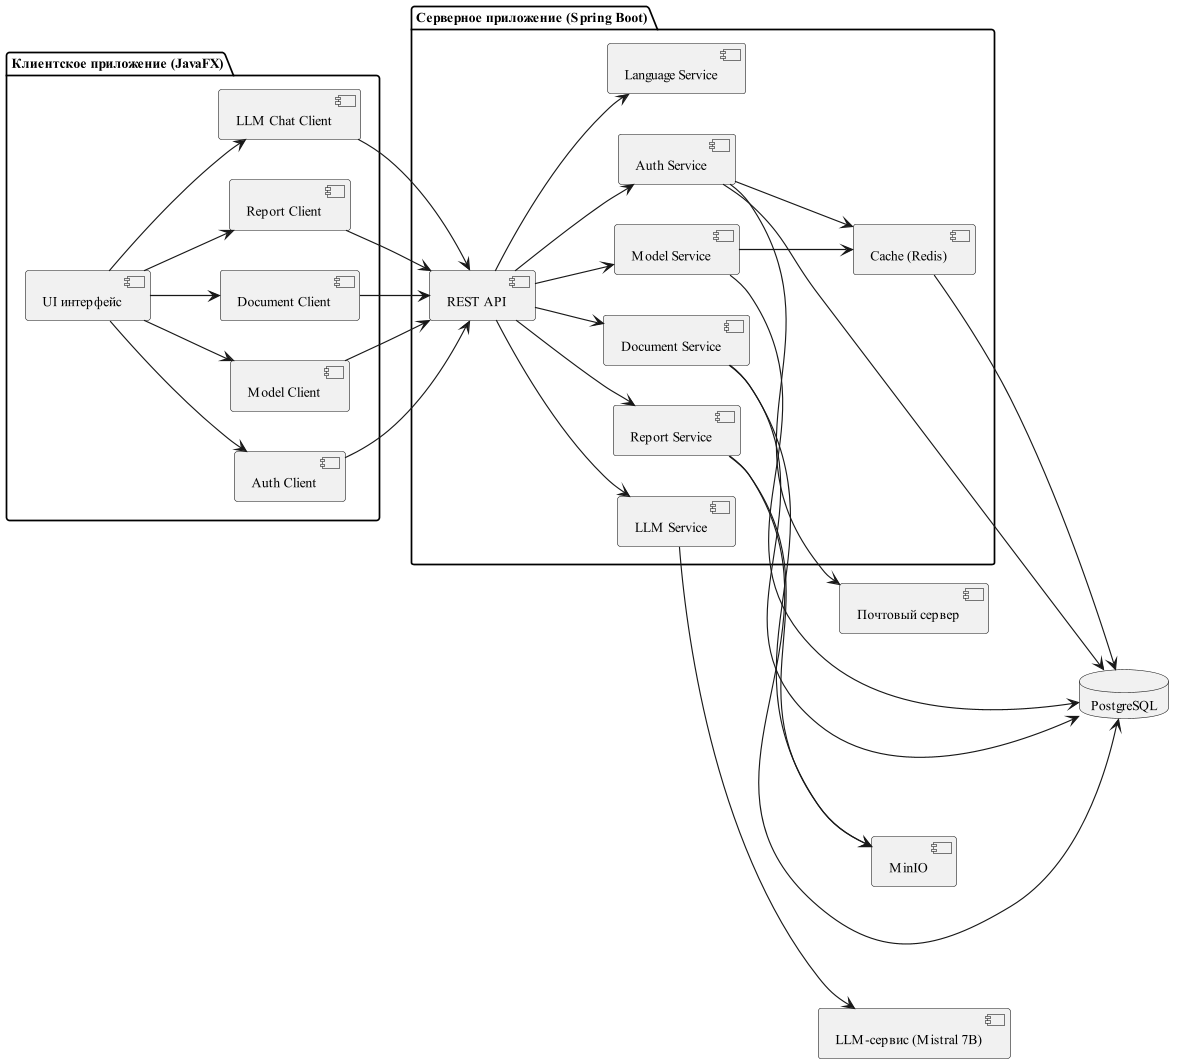 Серверное приложение (Spring Boot)
Клиентское приложение (JavaFX)
Language Service
LLM Chat Client
Auth Service
Report Client
Model Service
Cache (Redis)
UI интерфейс
Document Client
REST API
Document Service
Model Client
Report Service
Auth Client
LLM Service
Почтовый сервер
PostgreSQL
MinIO
LLM-сервис (Mistral 7B)